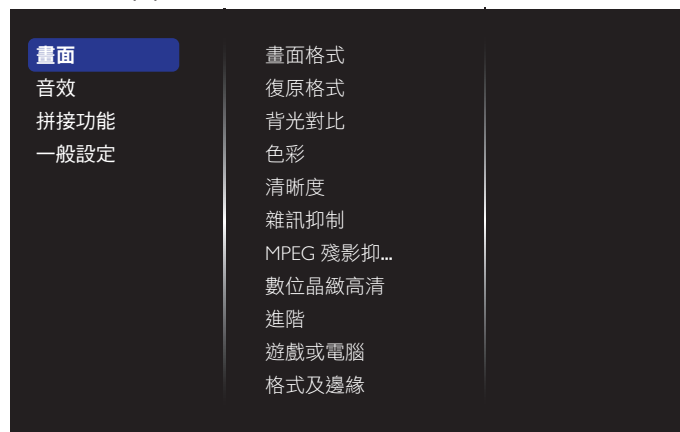 畫面
音效
拼接功能
一般設定
畫面格式
復原格式
背光對比
色彩
清晰度
雜訊抑制
MPEG 殘影抑...
數位晶緻高清
進階
遊戲或電腦
格式及邊緣